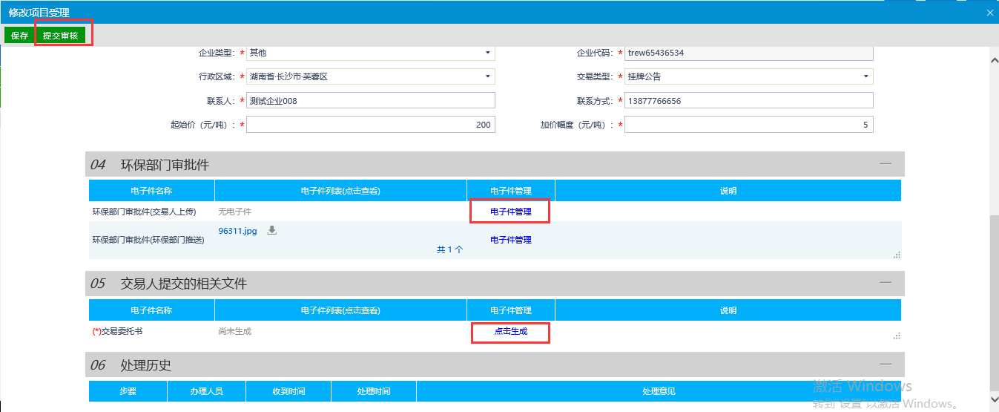 修改项目受理
保存 提交审核
企业类型: * 其他 企业代码: * trew65436534
行政区域: * 湖南省·长沙市·芙蓉区 交易类型: * 挂牌公告
联系人: * 测试企业008 联系方式: * 13877766656
起始价（元/吨）: * 200 加价幅度（元/吨）: * 5
04 环保部门审批件
电子件名称 电子件列表(点击查看) 电子件管理 说明
环保部门审批件(交易人上传) 无电子件 电子件管理
96311.jpg
环保部门审批件(环保部门推送) 电子件管理
共 1 个
05 交易人提交的相关文件
电子件名称 电子件列表(点击查看) 电子件管理 说明
(*)交易委托书 尚未生成 点击生成
06 处理历史
步骤 办理人员 收到时间 处理时间 处理意见
激活 Windows
转到"设置"以激活 Windows。